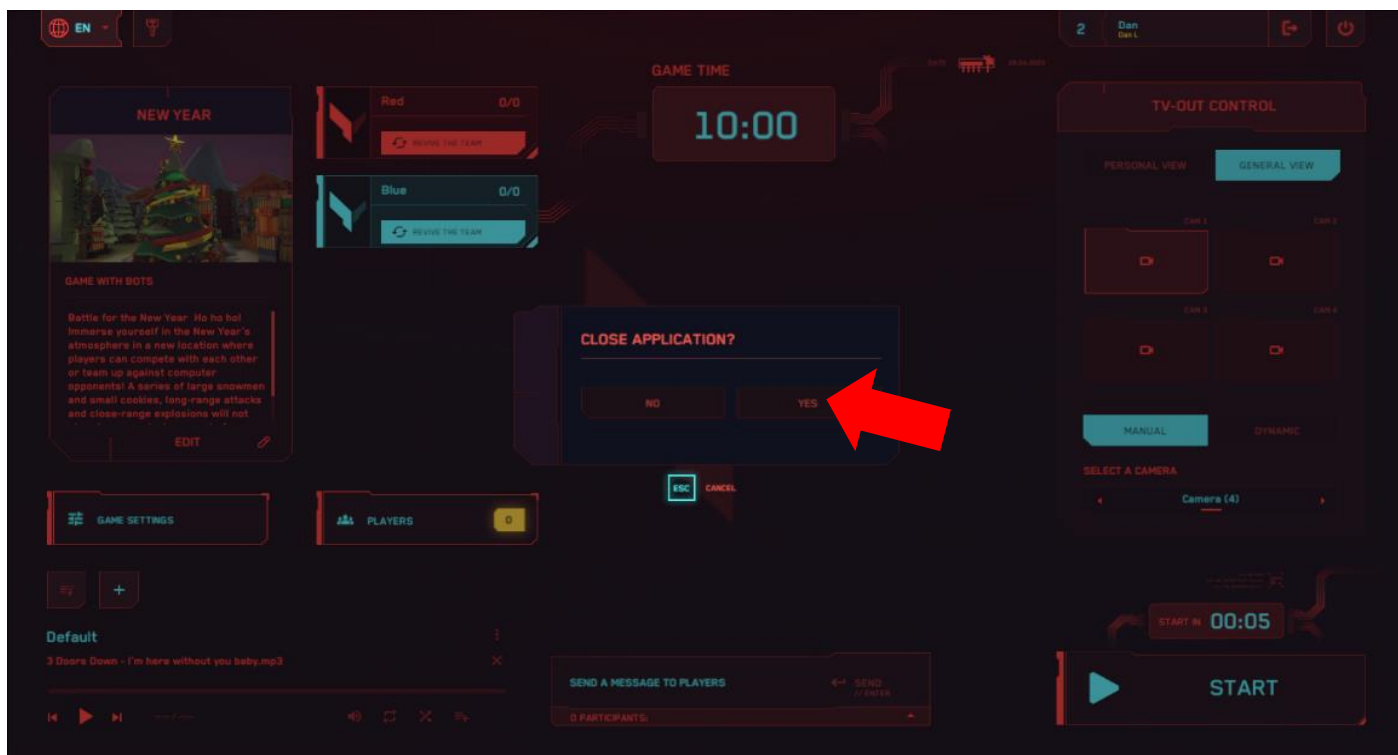 EN
2
Dan
Dan L
GAME TIME
10:00
NEW YEAR
Red 0/0
REVIVE THE TEAM
Blue 0/0
REVIVE THE TEAM
GAME WITH BOTS
Battle for the New Year. Ho ho ho!
Immerse yourself in the New Year's
atmosphere in a new location where
players can compete with each other
or team up against computer
opponents! A series of large snowmen
and small cookies, long-range attacks
and close-range explosions will not
EDIT
TV-OUT CONTROL
PERSONAL VIEW GENERAL VIEW
CAM 1 CAM 2
CAM 3 CAM 4
MANUAL DYNAMIC
SELECT A CAMERA
Camera (4)
CLOSE APPLICATION?
NO YES
ESC CANCEL
GAME SETTINGS
PLAYERS 0
Default
3 Doors Down - I'm here without you baby.mp3
SEND A MESSAGE TO PLAYERS
SEND
// ENTER
0 PARTICIPANTS:
START IN 00:05
START